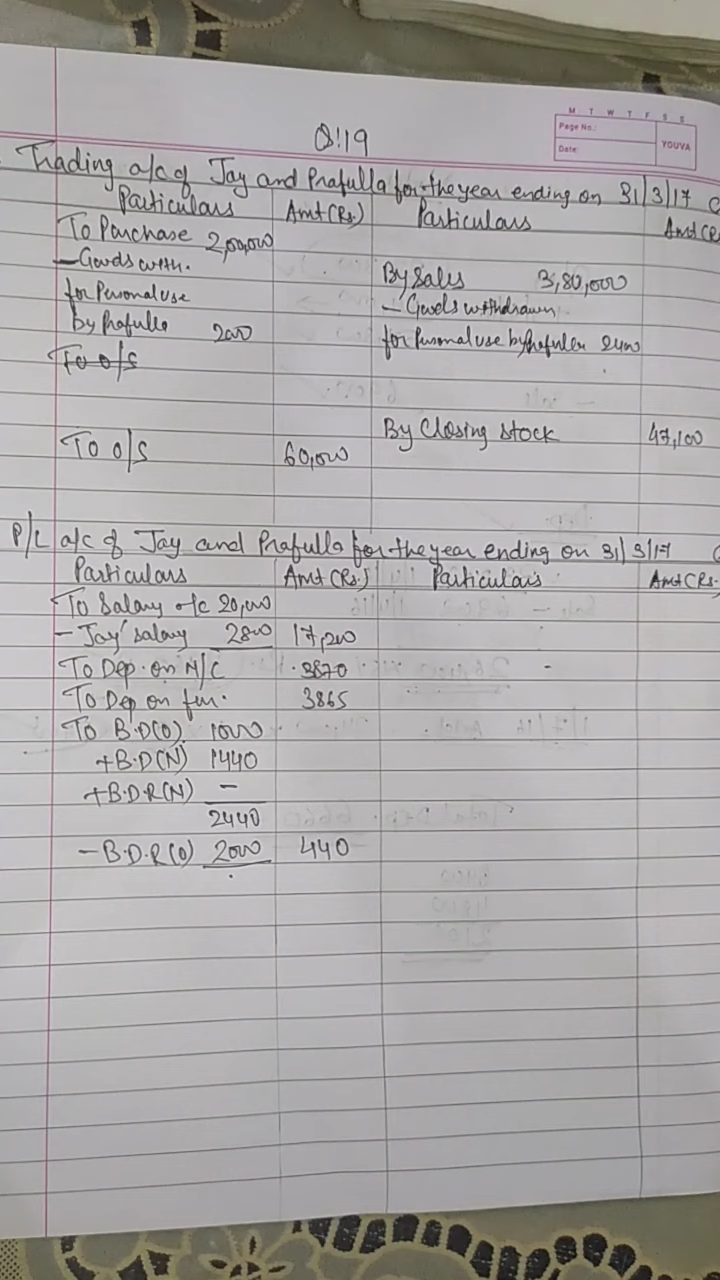 M T W T F S S
Page No.:
Date:
YOUVA
Q:19
Trading a/c of Jay and Prafulla for the year ending on 31/3/17
Particulars Amt(Rs.) Particulars Amt(Rs
To Purchase 2,00,000
- Goods with.
for Personal use
by Prafulla 2000
By Sales 3,80,000
- Goods withdrawn
for Personal use by Prafulla 2400
To o/s
By Closing stock 47,100
To o/s 60,000
P/L a/c of Jay and Prafulla for the year ending on 31/3/17
Particulars Amt(Rs.) Particulars Amt(Rs.
To Salary a/c 20,000
- Jay' salary 2800 17,200
To Dep. on M/C 3870
To Dep on fur. 3865
To B.D(O) 1000
+B.D(N) 1440
+B.D.R(N) -
2440
- B.D.R(O) 2000 440